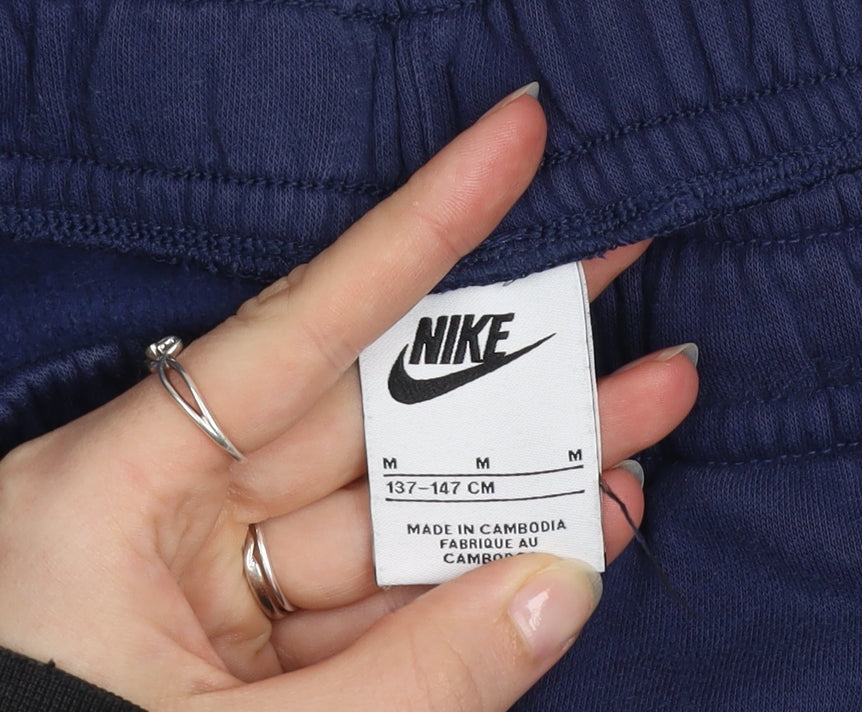 NIKE
M M M
137–147 CM
MADE IN CAMBODIA
FABRIQUE AU